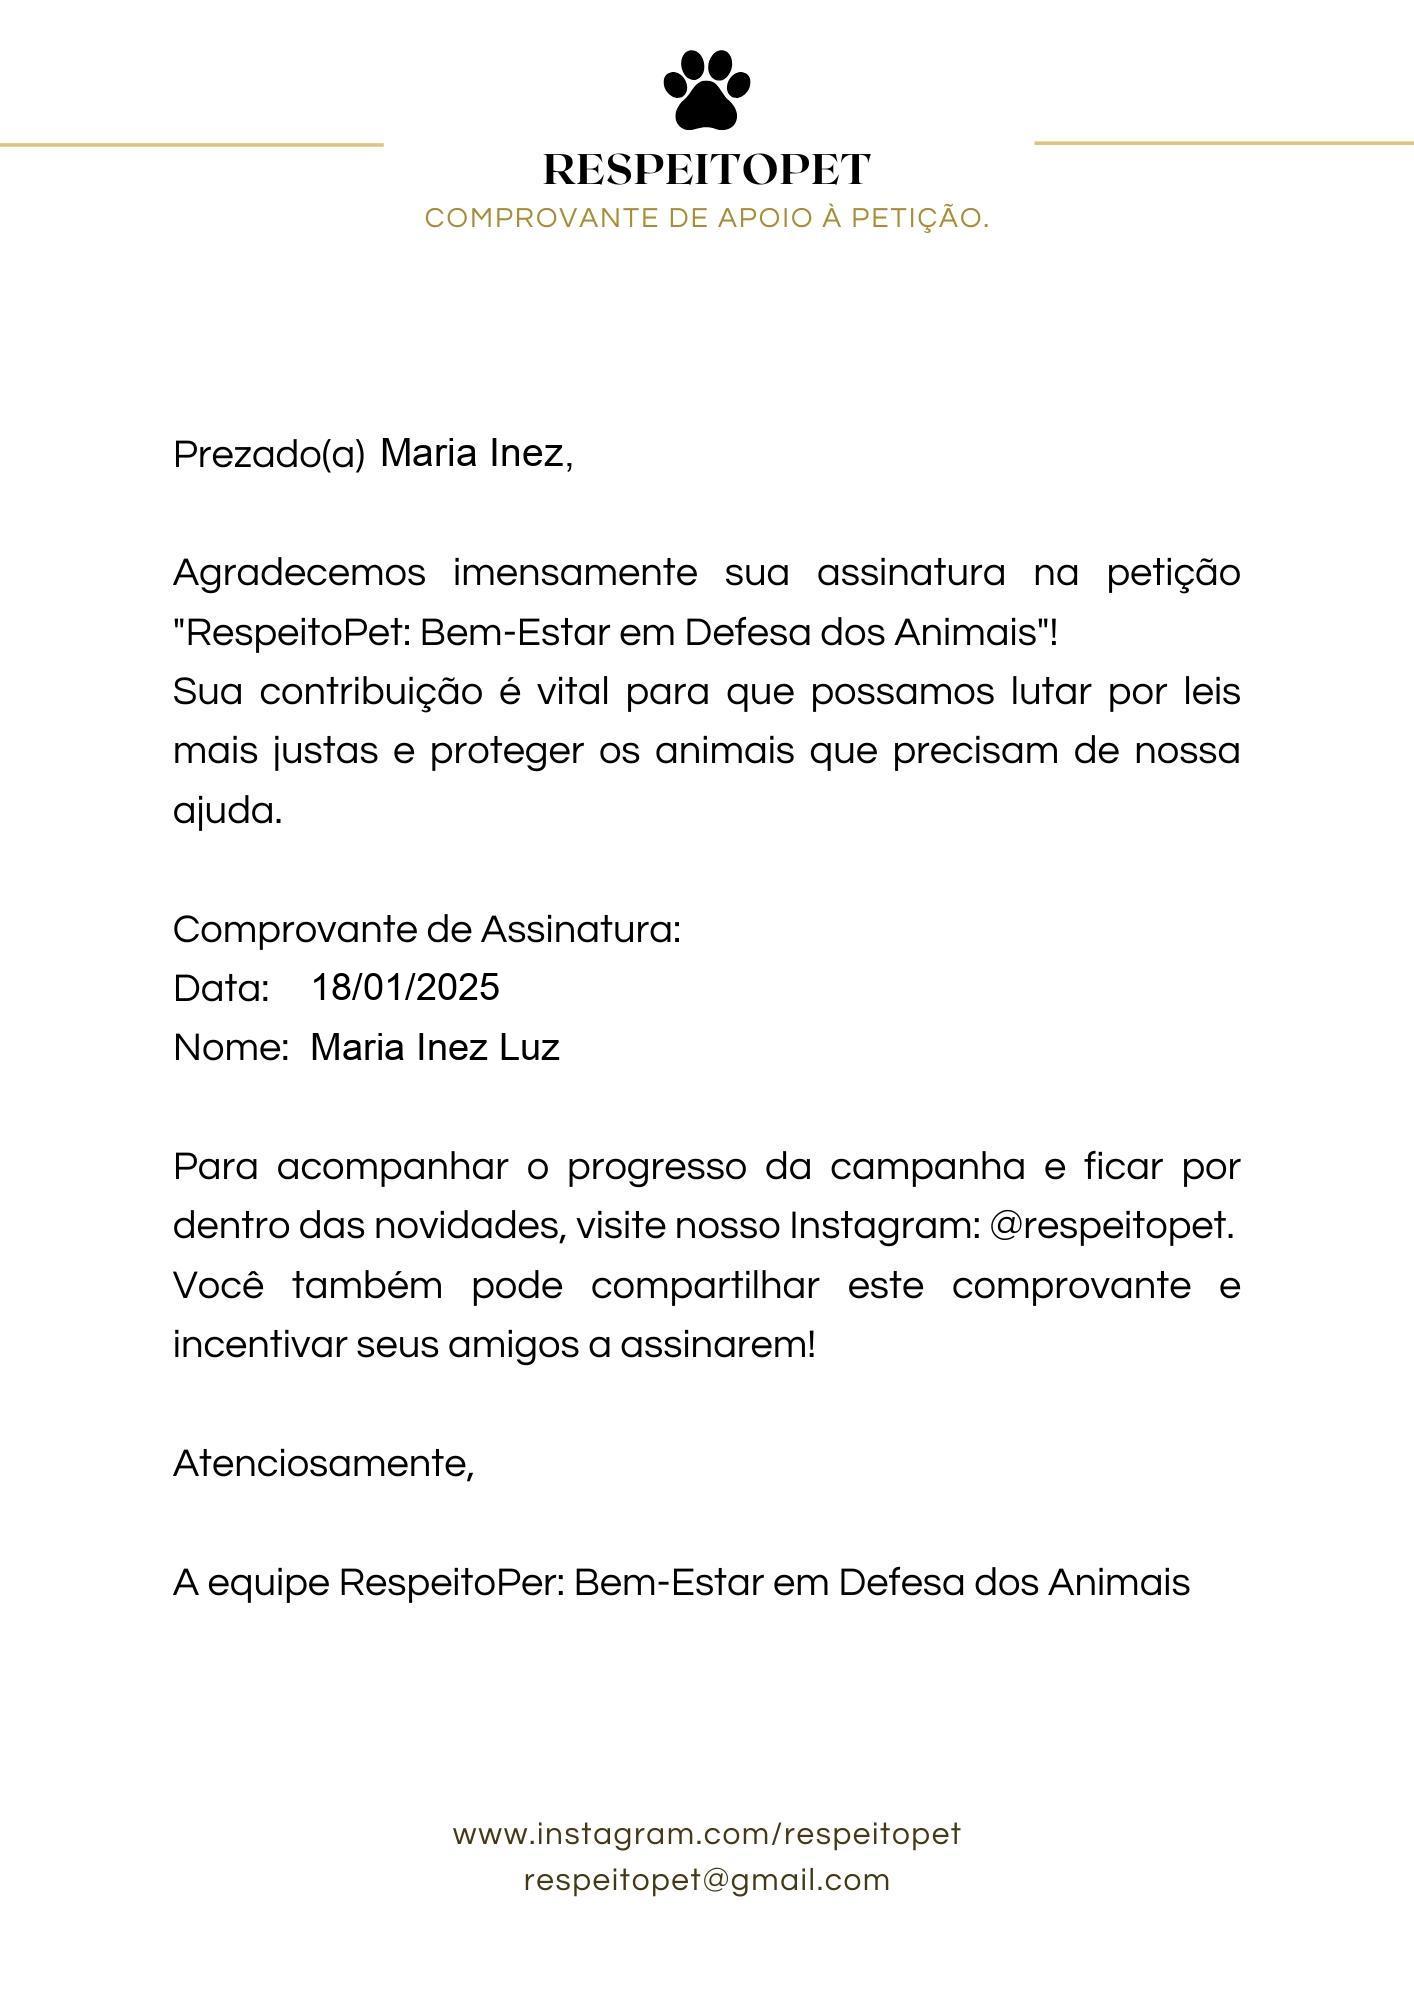 RESPEITOPET
COMPROVANTE DE APOIO À PETIÇÃO.
Prezado(a) Maria Inez,
Agradecemos imensamente sua assinatura na petição
"RespeitoPet: Bem-Estar em Defesa dos Animais"!
Sua contribuição é vital para que possamos lutar por leis
mais justas e proteger os animais que precisam de nossa
ajuda.
Comprovante de Assinatura:
Data: 18/01/2025
Nome: Maria Inez Luz
Para acompanhar o progresso da campanha e ficar por
dentro das novidades, visite nosso Instagram: @respeitopet.
Você também pode compartilhar este comprovante e
incentivar seus amigos a assinarem!
Atenciosamente,
A equipe RespeitoPer: Bem-Estar em Defesa dos Animais
www.instagram.com/respeitopet
respeitopet@gmail.com